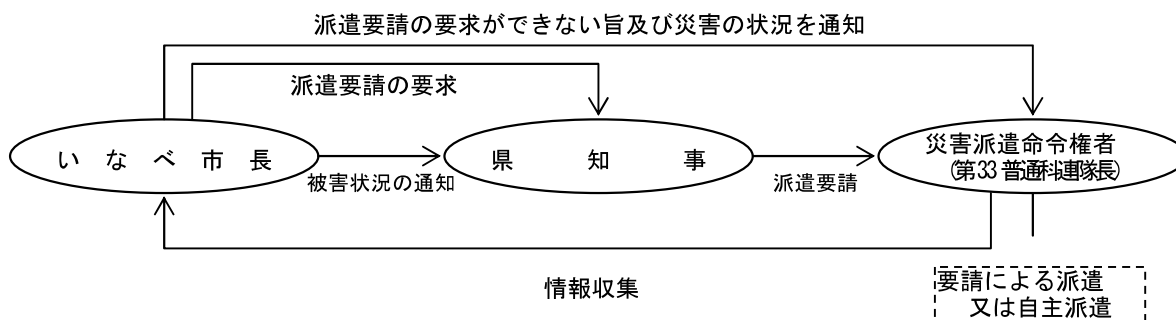 派遣要請の要求ができない旨及び災害の状況を通知
派遣要請の要求
いなべ市長
被害状況の通知
県知事
派遣要請
災害派遣命令権者
(第33普通科連隊長)
情報収集
要請による派遣
又は自主派遣